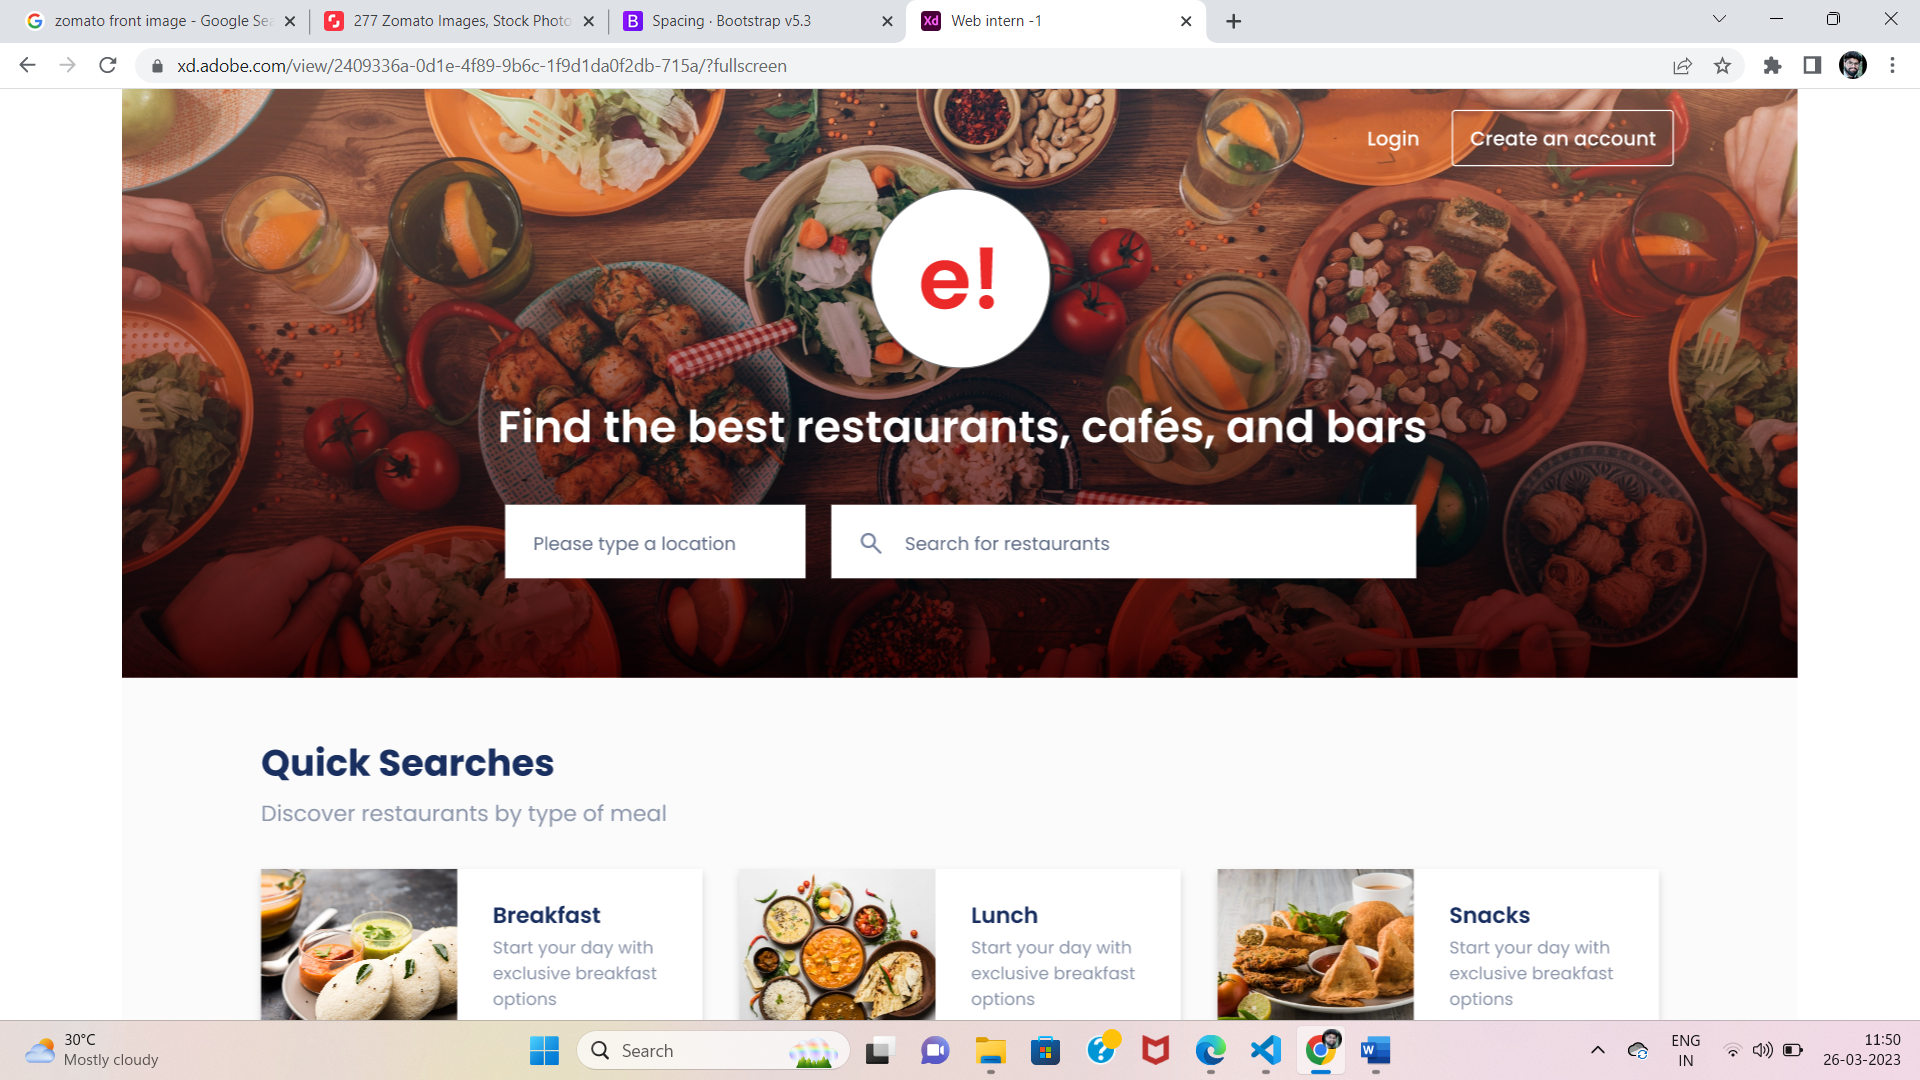 zomato front image - Google Sea
277 Zomato Images, Stock Photo
B Spacing · Bootstrap v5.3
Xd Web intern -1
xd.adobe.com/view/2409336a-0d1e-4f89-9b6c-1f9d1da0f2db-715a/?fullscreen
Login Create an account
e!
Find the best restaurants, cafés, and bars
Please type a location Search for restaurants
Quick Searches
Discover restaurants by type of meal
Breakfast
Start your day with
exclusive breakfast
options
Lunch
Start your day with
exclusive breakfast
options
Snacks
Start your day with
exclusive breakfast
options
30°C
Mostly cloudy
Search
ENG
IN
11:50
26-03-2023